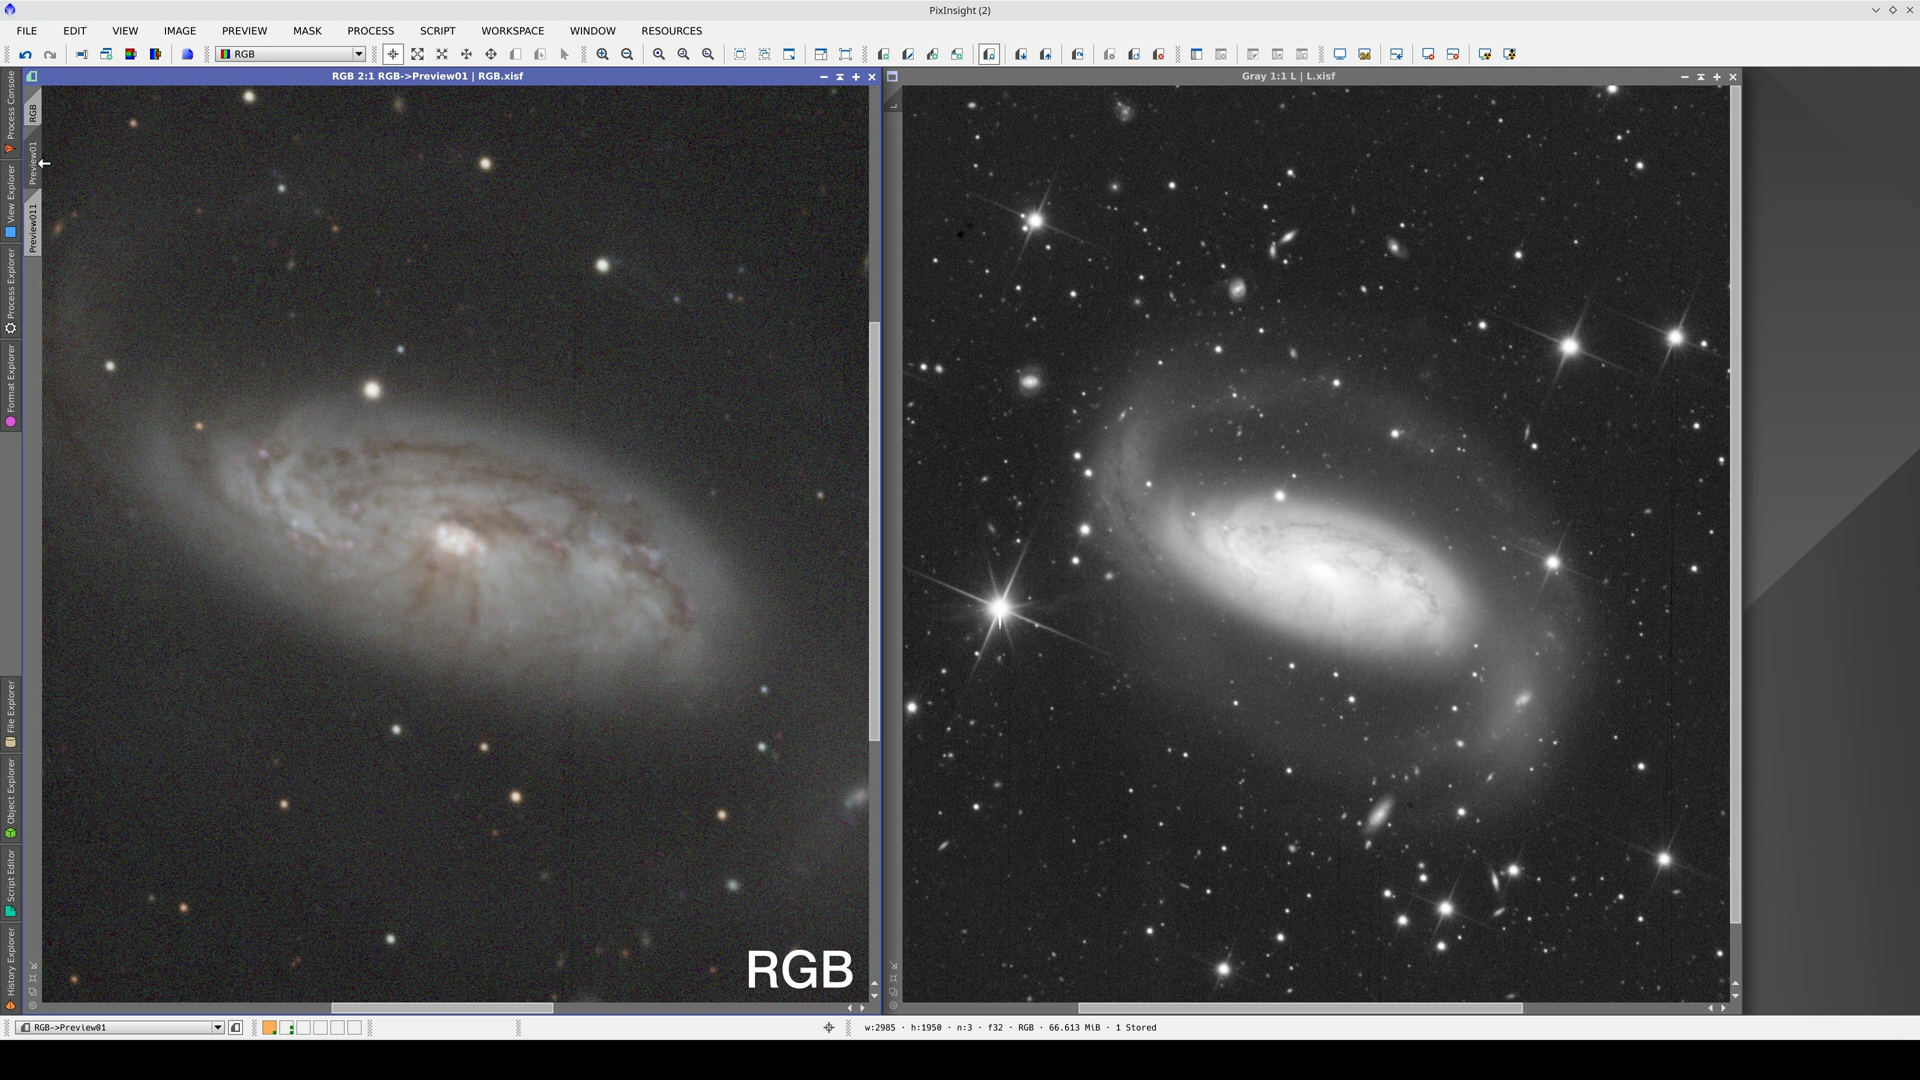 PixInsight (2)
FILE EDIT VIEW IMAGE PREVIEW MASK PROCESS SCRIPT WORKSPACE WINDOW RESOURCES
RGB
RGB 2:1 RGB->Preview01 | RGB.xisf
Gray 1:1 L | L.xisf
Process Console
View Explorer
Process Explorer
Format Explorer
File Explorer
Object Explorer
Script Editor
History Explorer
RGB
Preview01
Preview011
L
RGB
RGB->Preview01
w:2985 · h:1950 · n:3 · f32 · RGB · 66.613 MiB · 1 Stored